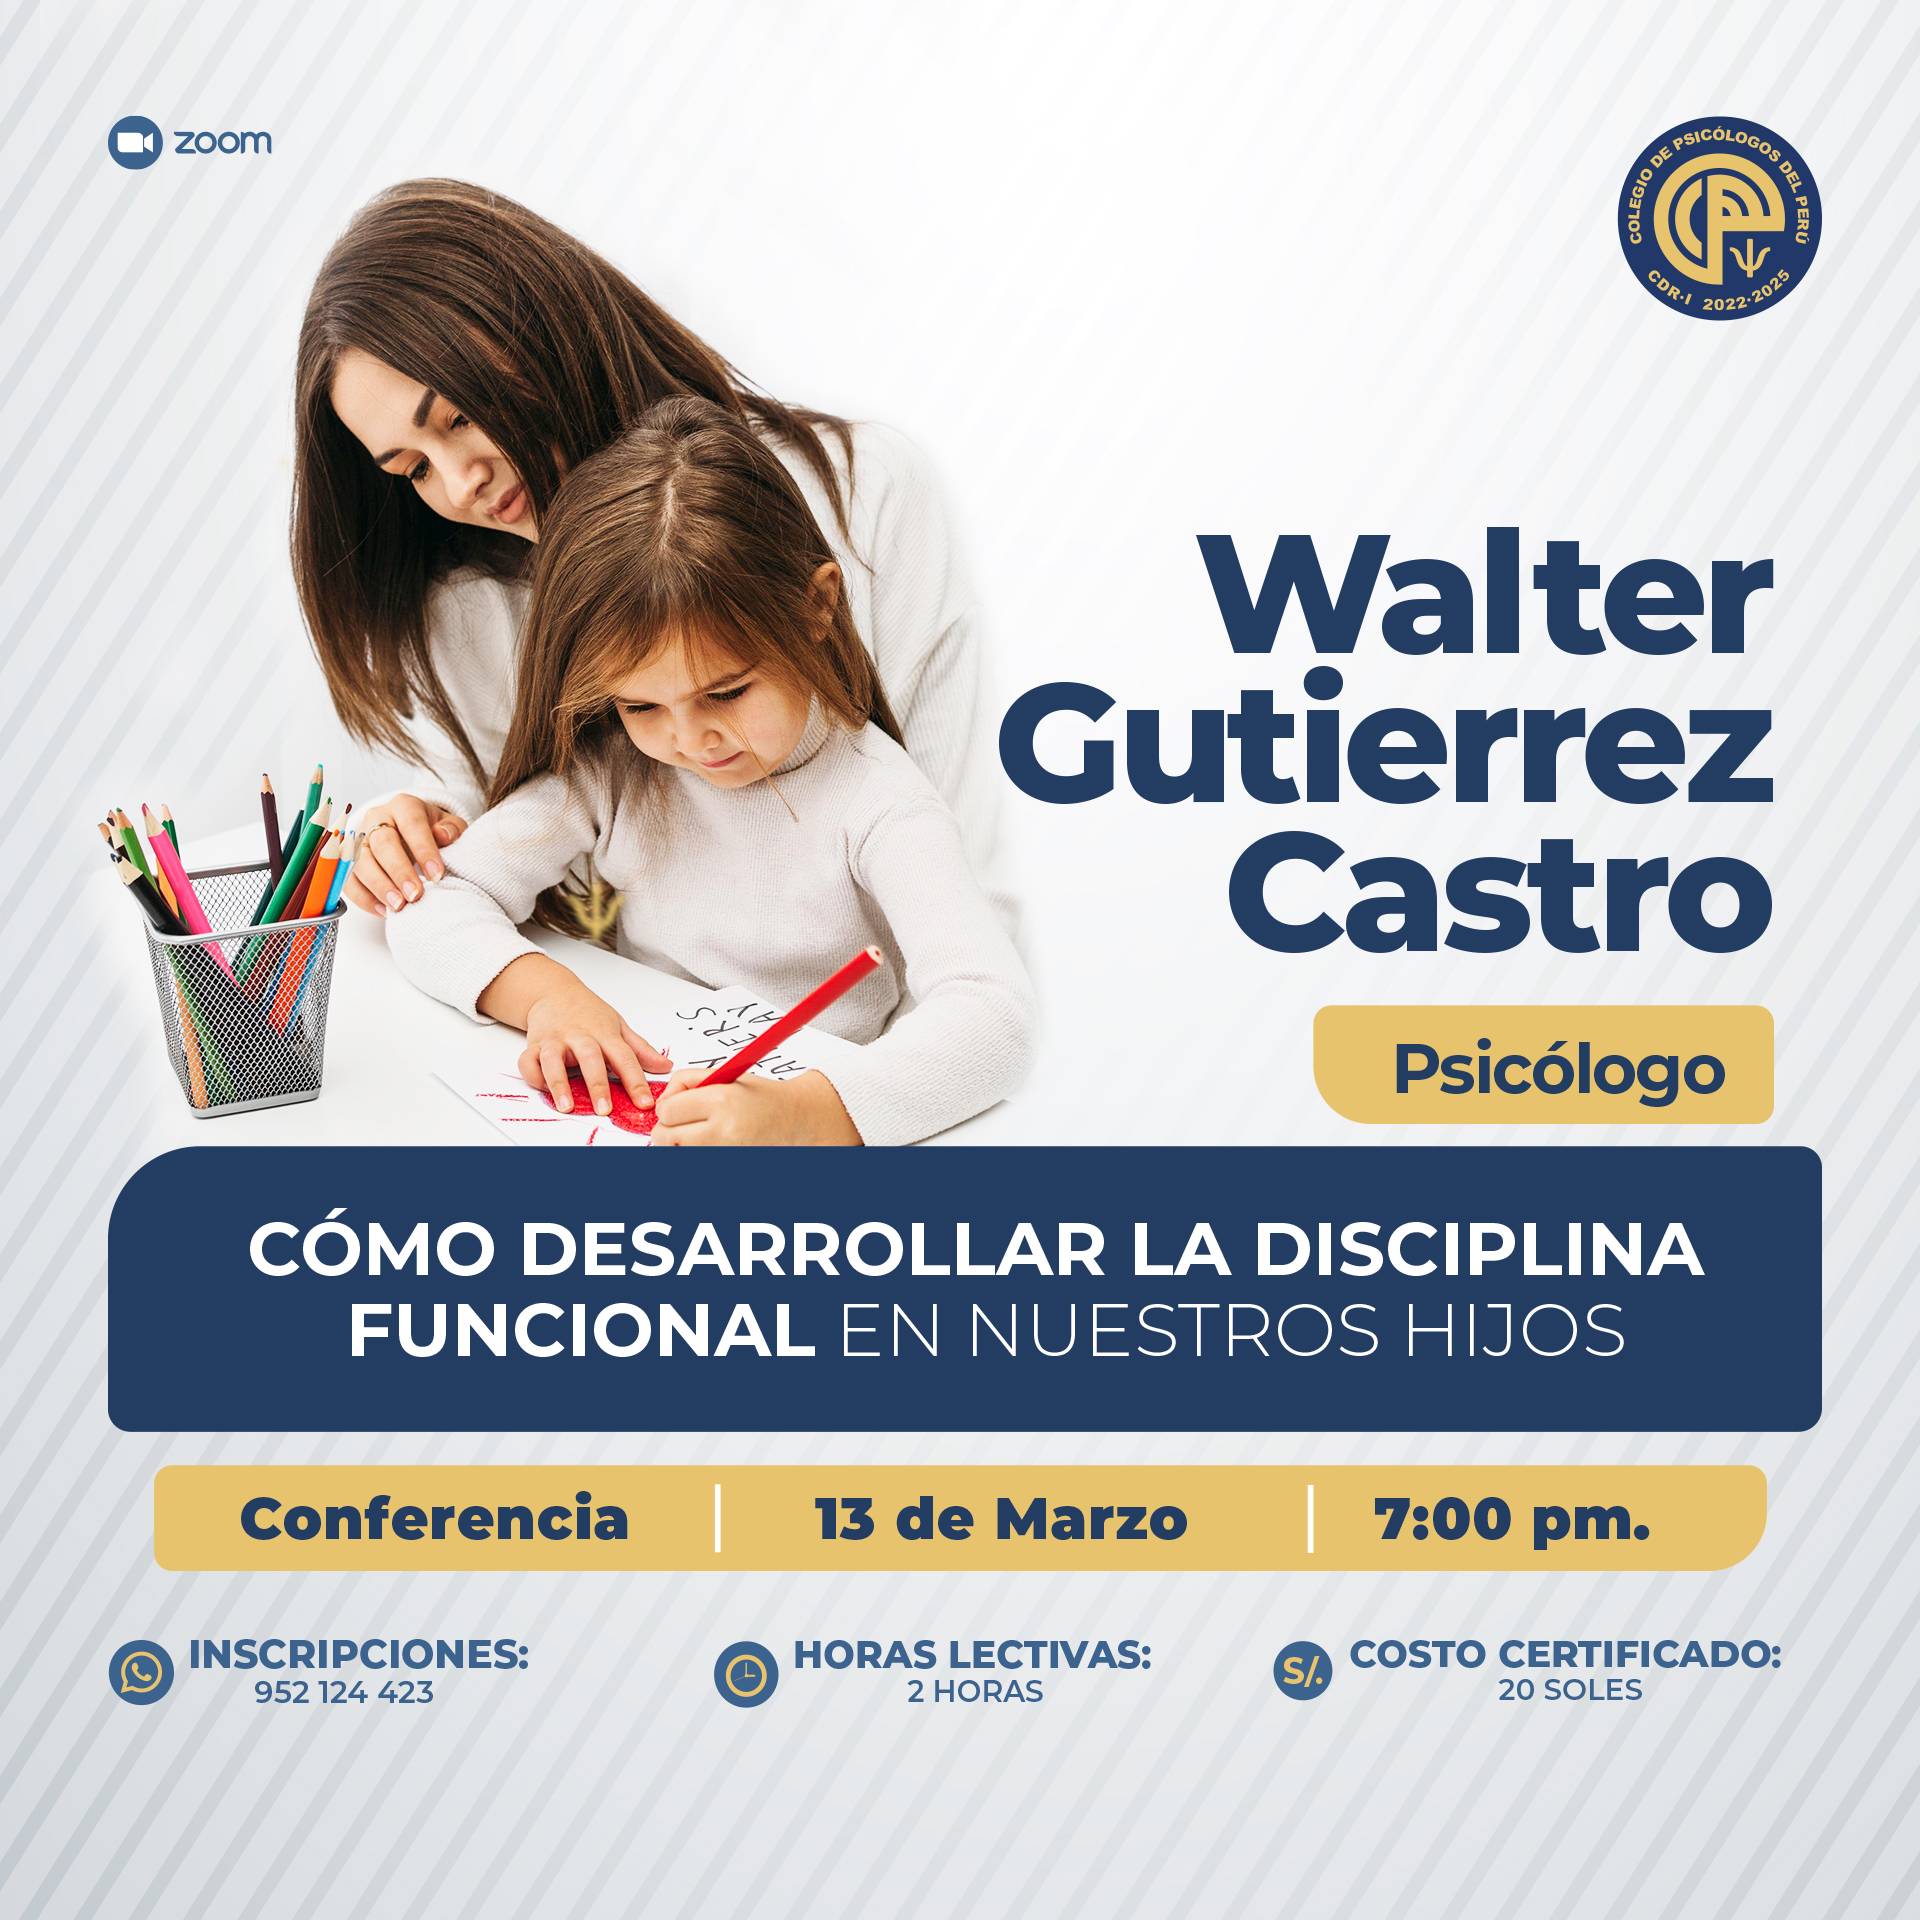 zoom
COLEGIO DE PSICÓLOGOS DEL PERÚ
CDR-I 2022-2025
Walter
Gutierrez
Castro
Psicólogo
CÓMO DESARROLLAR LA DISCIPLINA
FUNCIONAL EN NUESTROS HIJOS
Conferencia
13 de Marzo
7:00 pm.
INSCRIPCIONES:
952 124 423
HORAS LECTIVAS:
2 HORAS
S/.
COSTO CERTIFICADO:
20 SOLES